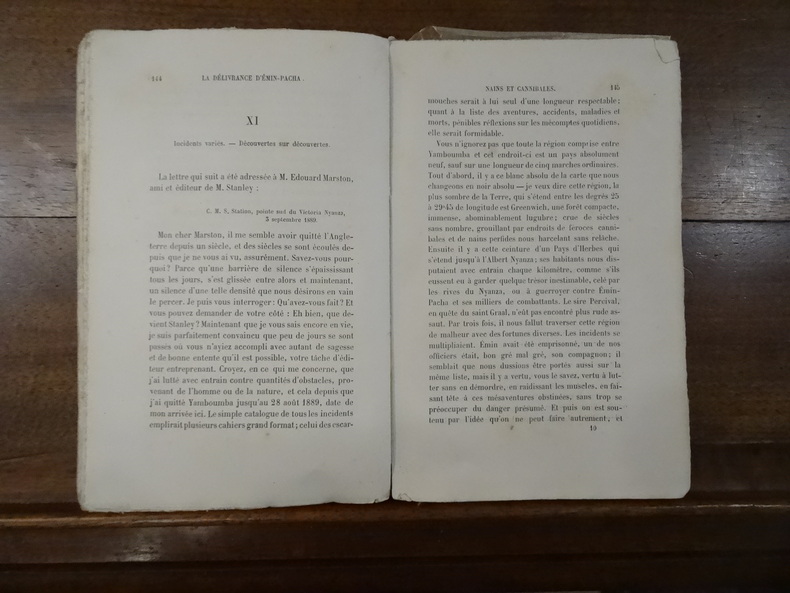 144
LA DÉLIVRANCE D'ÉMIN-PACHA.
XI
Incidents variés. — Découvertes sur découvertes.
La lettre qui suit a été adressée à M. Edouard Marston,
ami et éditeur de M. Stanley :
C. M. S. Station, pointe sud du Victoria Nyanza,
3 septembre 1889.
Mon cher Marston, il me semble avoir quitté l'Angle-
terre depuis un siècle, et des siècles se sont écoulés de-
puis que je ne vous ai vu, assurément. Savez-vous pour-
quoi? Parce qu'une barrière de silence s'épaississant
tous les jours, s'est glissée entre alors et maintenant,
un silence d'une telle densité que nous désirons en vain
le percer. Je puis vous interroger : Qu'avez-vous fait? Et
vous pouvez demander de votre côté : Eh bien, que de-
vient Stanley? Maintenant que je vous sais encore en vie,
je suis parfaitement convaincu que peu de jours se sont
passés où vous n'ayiez accompli avec autant de sagesse
et de bonne entente qu'il est possible, votre tâche d'édi-
teur entreprenant. Croyez, en ce qui me concerne, que
j'ai lutté avec entrain contre quantités d'obstacles, pro-
venant de l'homme ou de la nature, et cela depuis que
j'ai quitté Yamboumba jusqu'au 28 août 1889, date de
mon arrivée ici. Le simple catalogue de tous les incidents
emplirait plusieurs cahiers grand format; celui des escar-
NAINS ET CANNIBALES.
145
mouches serait à lui seul d'une longueur respectable;
quant à la liste des aventures, accidents, maladies et
morts, pénibles réflexions sur les mécomptes quotidiens,
elle serait formidable.
Vous n'ignorez pas que toute la région comprise entre
Yamboumba et cet endroit-ci est un pays absolument
neuf, sauf sur une longueur de cinq marches ordinaires.
Tout d'abord, il y a ce blanc absolu de la carte que nous
changeons en noir absolu — je veux dire cette région, la
plus sombre de la Terre, qui s'étend entre les degrés 25
à 29°45 de longitude est Greenwich, une forêt compacte,
immense, abominablement lugubre; crue de siècles
sans nombre, grouillant par endroits de féroces canni-
bales et de nains perfides nous harcelant sans relâche.
Ensuite il y a cette ceinture d'un Pays d'Herbes qui
s'étend jusqu'à l'Albert Nyanza; ses habitants nous dis-
putaient avec entrain chaque kilomètre, comme s'ils
eussent eu à garder quelque trésor inestimable, celé par
les rives du Nyanza, ou à guerroyer contre Emin-
Pacha et ses milliers de combattants. Le sire Percival,
en quête du saint Graal, n'eût pas encontré plus rude as-
saut. Par trois fois, il nous fallut traverser cette région
de malheur avec des fortunes diverses. Les incidents se
multipliaient. Emin avait été emprisonné, un de nos
officiers était, bon gré mal gré, son compagnon; il
semblait que nous dussions être portés aussi sur la
même liste, mais il y a vertu, vous le savez, vertu à lut-
ter sans en démordre, en raidissant les muscles, en fai-
sant tête à ces mésaventures obstinées, sans trop se
préoccuper du danger présumé. Et puis on est sou-
tenu par l'idée qu'on ne peut faire autrement, et
10